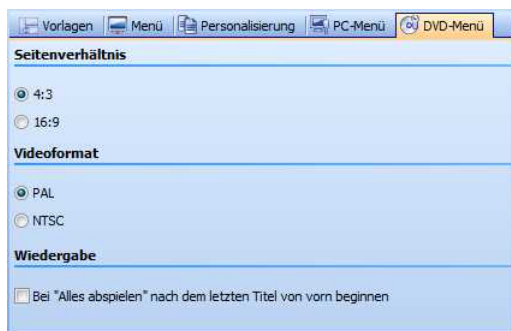 Vorlagen Menü Personalisierung PC-Menü DVD-Menü
Seitenverhältnis
4:3
16:9
Videoformat
PAL
NTSC
Wiedergabe
Bei "Alles abspielen" nach dem letzten Titel von vorn beginnen